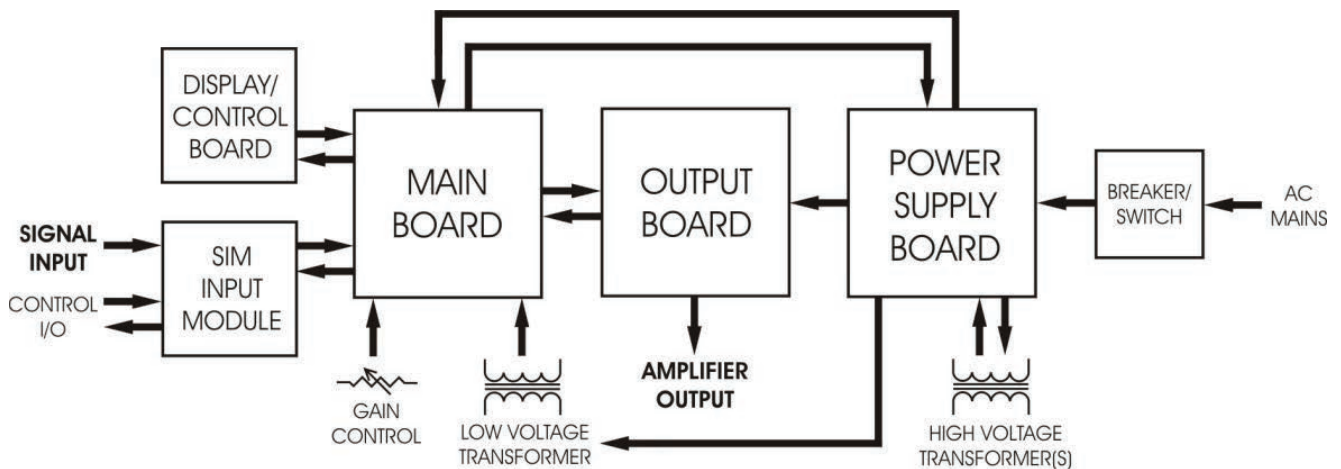 DISPLAY/
CONTROL
BOARD
SIGNAL
INPUT
CONTROL
I/O
SIM
INPUT
MODULE
MAIN
BOARD
GAIN
CONTROL
LOW VOLTAGE
TRANSFORMER
OUTPUT
BOARD
AMPLIFIER
OUTPUT
POWER
SUPPLY
BOARD
HIGH VOLTAGE
TRANSFORMER(S)
BREAKER/
SWITCH
AC
MAINS